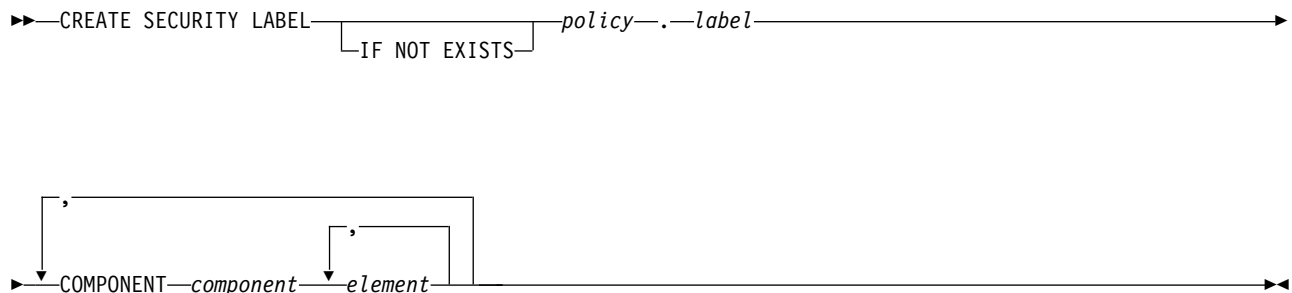 CREATE SECURITY LABEL policy . label
IF NOT EXISTS
,
,
COMPONENT component element